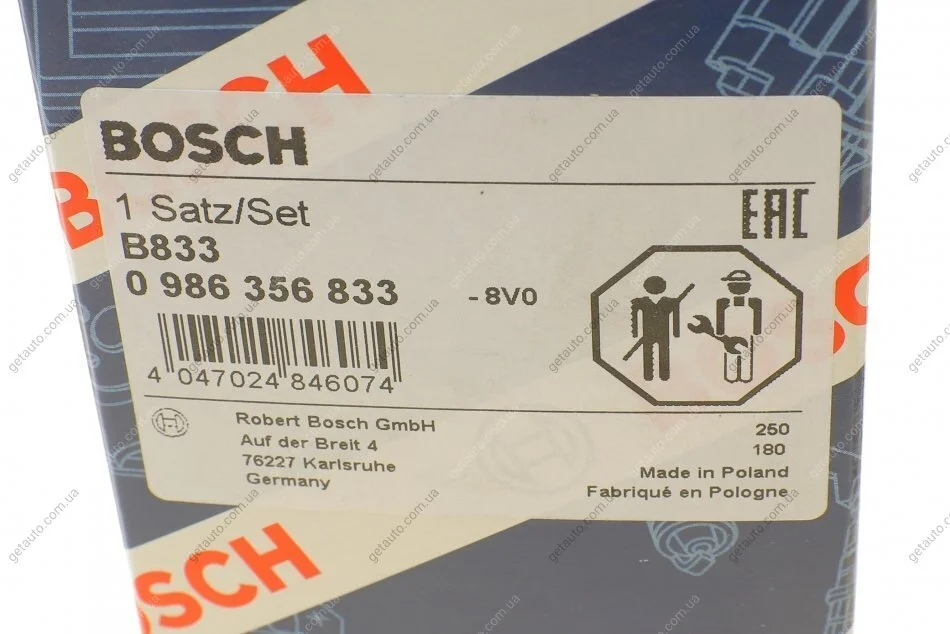 BOSCH
BOSCH
1 Satz/Set
B833
0 986 356 833
- 8V0
EAC
4 047024 846074
Robert Bosch GmbH
Auf der Breit 4
76227 Karlsruhe
Germany
250
180
Made in Poland
Fabriqué en Pologne
BOSCH
getauto.com.ua